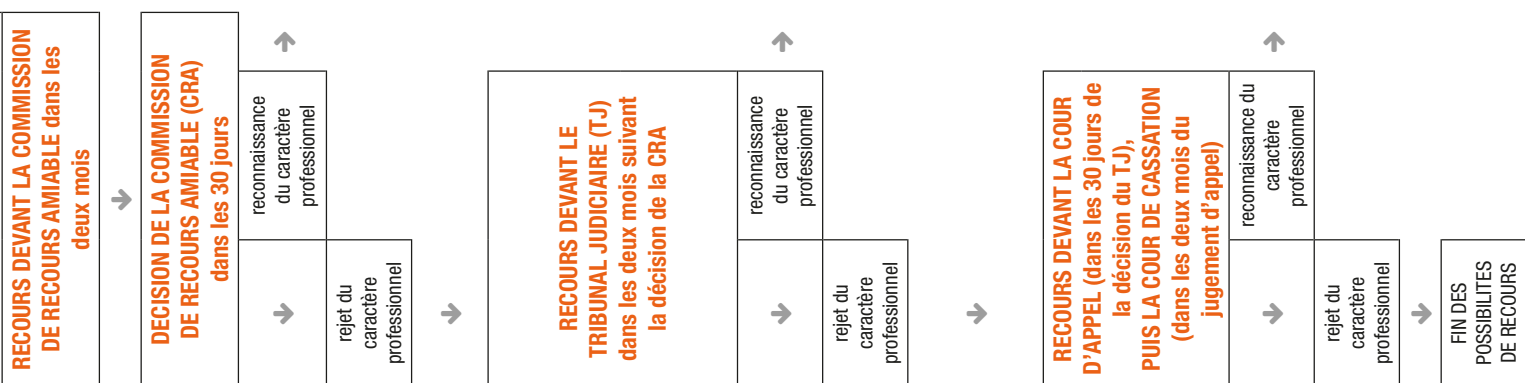 RECOURS DEVANT LA COMMISSION
DE RECOURS AMIABLE dans les
deux mois
DECISION DE LA COMMISSION
DE RECOURS AMIABLE (CRA)
dans les 30 jours
reconnaissance
du caractère
professionnel
rejet du
caractère
professionnel
RECOURS DEVANT LE
TRIBUNAL JUDICIAIRE (TJ)
dans les deux mois suivant
la décision de la CRA
reconnaissance
du caractère
professionnel
rejet du
caractère
professionnel
RECOURS DEVANT LA COUR
D’APPEL (dans les 30 jours de
la décision du TJ),
PUIS LA COUR DE CASSATION
(dans les deux mois du
jugement d’appel)
reconnaissance du
caractère
professionnel
rejet du
caractère
professionnel
FIN DES
POSSIBILITES
DE RECOURS